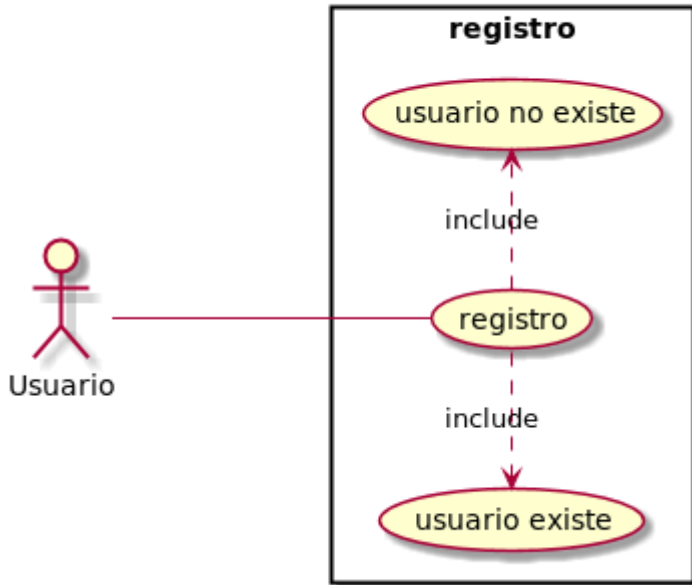 registro
usuario no existe
include
registro
Usuario
include
usuario existe